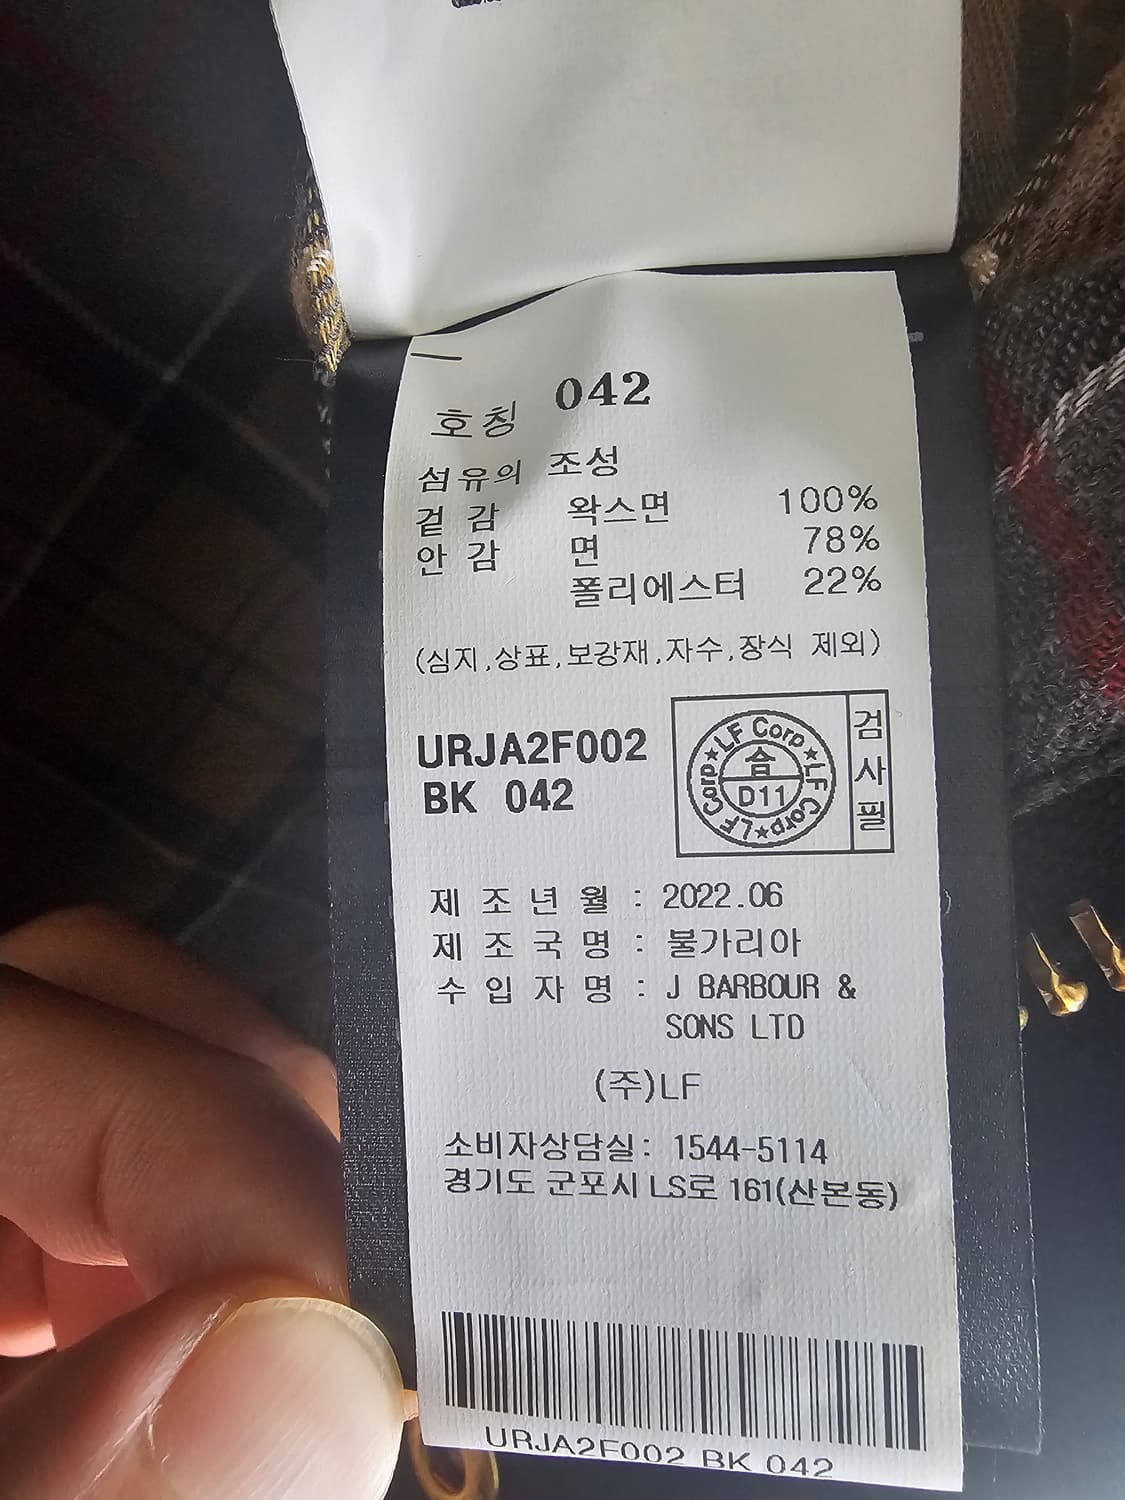 호칭 042
섬유의 조성
겉 감 왁스면 100%
안 감 면 78%
폴리에스터 22%
(심지,상표,보강재,자수,장식 제외)
URJA2F002
BK 042
LF Corp★LF Corp★LF Corp★
合
D11
검
사
필
제 조 년 월 : 2022.06
제 조 국 명 : 불가리아
수 입 자 명 : J BARBOUR &
SONS LTD
(주)LF
소비자상담실: 1544-5114
경기도 군포시 LS로 161(산본동)
URJA2F002 BK 042